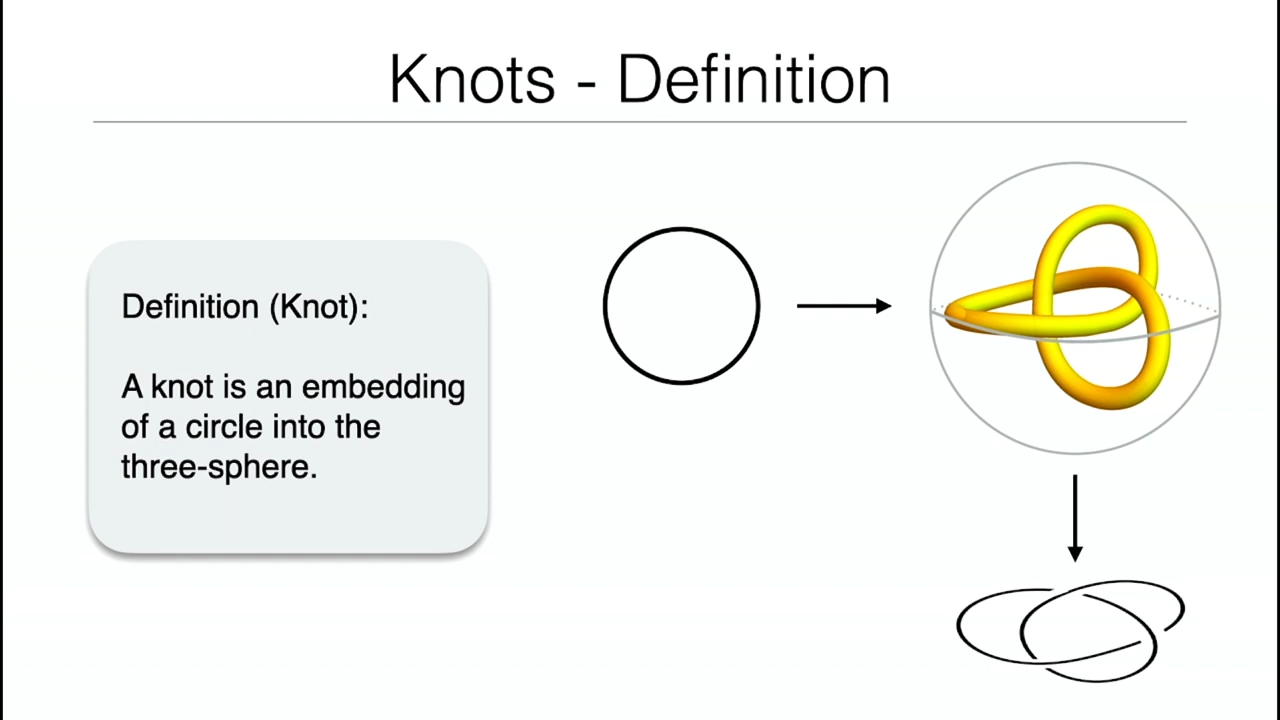 Knots - Definition
Definition (Knot):
A knot is an embedding
of a circle into the
three-sphere.